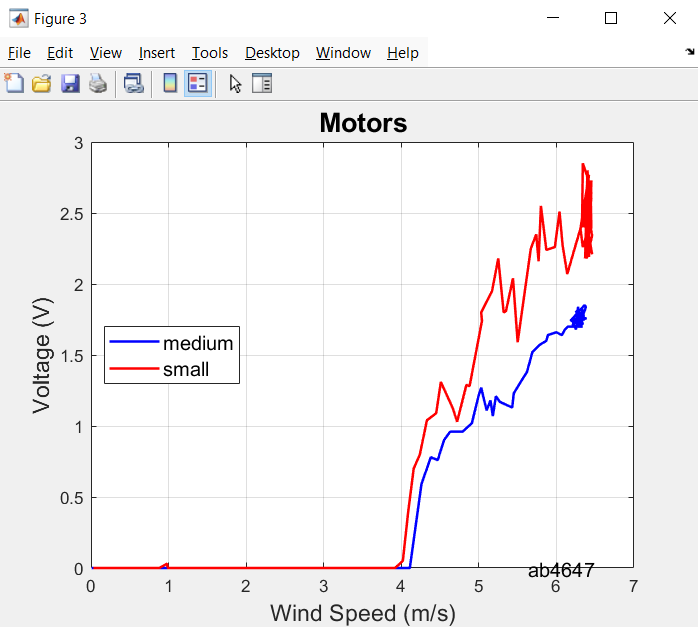 Figure 3
File Edit View Insert Tools Desktop Window Help
Motors
3
2.5
2
1.5
1
0.5
0
Voltage (V)
medium
small
ab4647
0 1 2 3 4 5 6 7
Wind Speed (m/s)